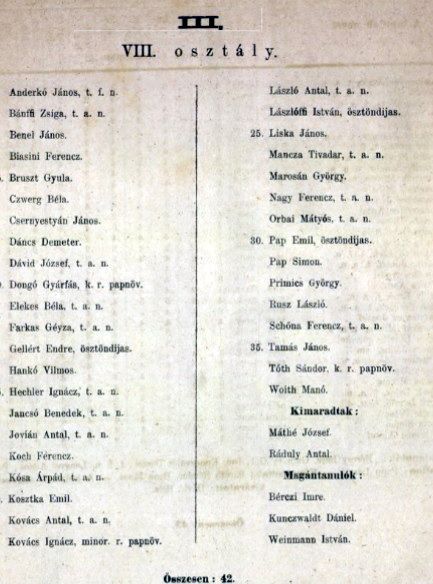 III.
VIII. osztály.
Anderkó János, t. f. n.
Bánffi Zsiga, t. a. n.
Benel János.
Biasini Ferencz.
Bruszt Gyula.
Czwerg Béla.
Csernyestyán János.
Dáncs Demeter.
Dávid József, t. a. n.
Dongó Gyárfás, k. r. papnöv.
Elekes Béla, t. a. n.
Farkas Géyza, t. a. n.
Gellért Endre, ösztöndijas.
Hankó Vilmos.
Hechler Ignácz, t. a. n.
Jancsó Benedek, t. a. n.
Jovián Antal, t. a. n.
Koch Ferencz.
Kósa Árpád, t. a. n.
Kosztka Emil.
Kovács Antal, t. a. n.
Kovács Ignácz, minor. r. papnöv.
László Antal, t. a. n.
Lászlóffi István, ösztöndijas.
25. Liska János.
Mancza Tivadar, t. a. n.
Marosán György.
Nagy Ferencz, t. a. n.
Orbai Mátyós, t. a. n.
30. Pap Emil, ösztöndijas.
Pap Simon.
Primics György.
Rusz László.
Schóna Ferencz, t. a. n.
35. Tamás János.
Tóth Sándor, k. r. papnöv.
Woith Manó.
Kimaradtak :
Máthé József.
Ráduly Antal.
Magántanulók :
Bérczi Imre.
Kunczwaldt Dániel.
Weinmann István.
Összesen : 42.